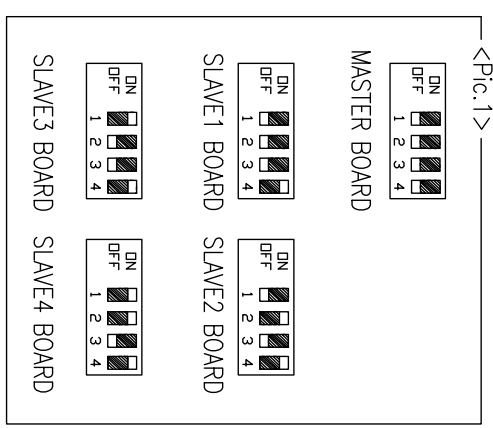 <Pic.1>
ON
OFF
1 2 3 4
MASTER BOARD
ON
OFF
1 2 3 4
SLAVE1 BOARD
ON
OFF
1 2 3 4
SLAVE2 BOARD
ON
OFF
1 2 3 4
SLAVE3 BOARD
ON
OFF
1 2 3 4
SLAVE4 BOARD